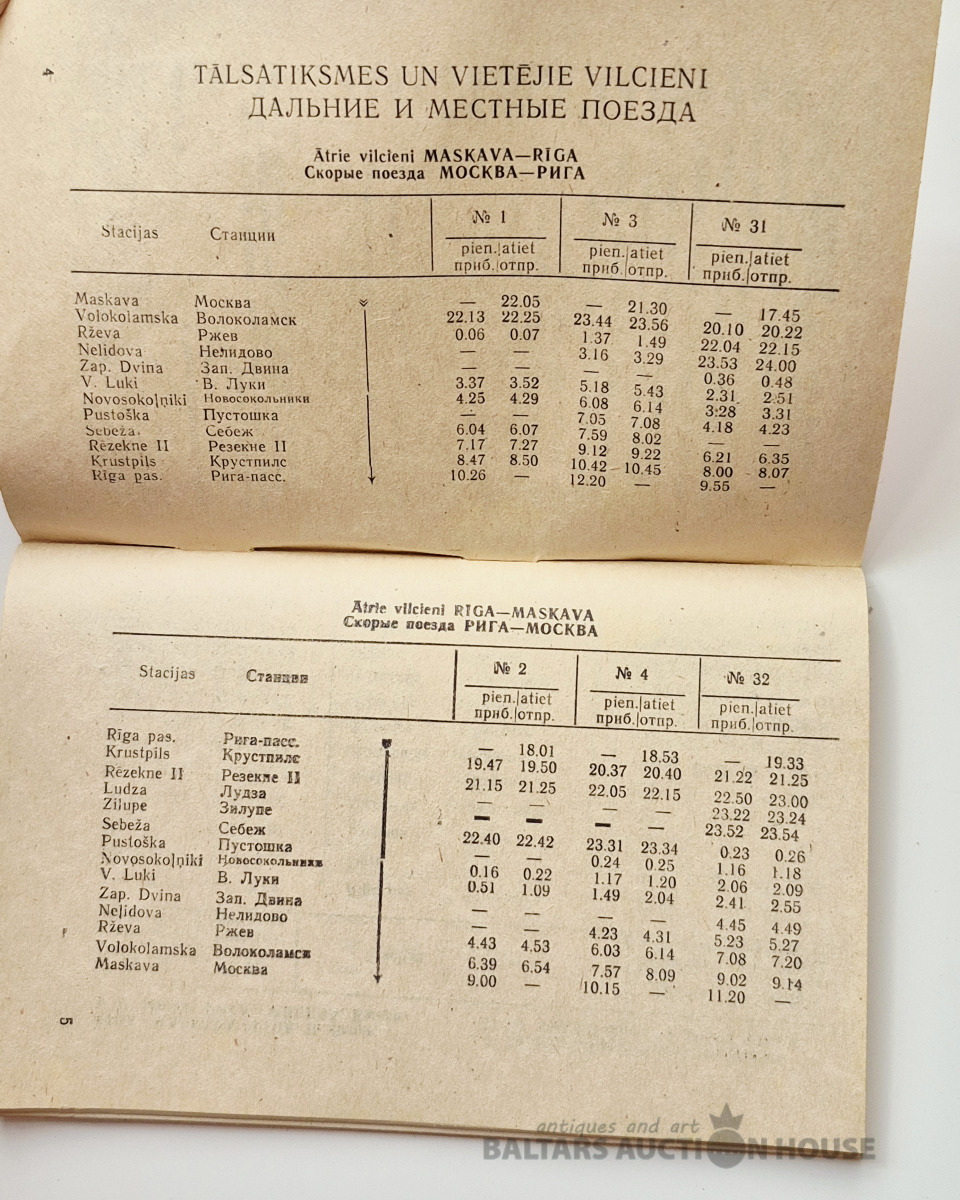 4
TĀLSATIKSMES UN VIETĒJIE VILCIENI
ДАЛЬНИЕ И МЕСТНЫЕ ПОЕЗДА
Ātrie vilcieni MASKAVA—RĪGA
Скорые поезда МОСКВА—РИГА
Stacijas Станции № 1 № 3 № 31
pien. atiet pien. atiet pien. atiet
приб. отпр. приб. отпр. приб. отпр.
Maskava Москва — 22.05 — 21.30 — 17.45
Volokolamska Волоколамск 22.13 22.25 23.44 23.56 20.10 20.22
Rževa Ржев 0.06 0.07 1.37 1.49 22.04 22.15
Nelidova Нелидово — — 3.16 3.29 23.53 24.00
Zap. Dvina Зап. Двина — — — — 0.36 0.48
V. Luki В. Луки 3.37 3.52 5.18 5.43 2.31 2.51
Novosokoļņiki Новосокольники 4.25 4.29 6.08 6.14 3.28 3.31
Pustoška Пустошка — — 7.05 7.08 4.18 4.23
Sebeža Себеж 6.04 6.07 7.59 8.02 — —
Rēzekne II Резекне II 7.17 7.27 9.12 9.22 6.21 6.35
Krustpils Крустпилс 8.47 8.50 10.42 10.45 8.00 8.07
Rīga pas. Рига-пасс. 10.26 — 12.20 — 9.55 —
Ātrie vilcieni RĪGA—MASKAVA
Скорые поезда РИГА—МОСКВА
Stacijas Станции № 2 № 4 № 32
pien. atiet pien. atiet pien. atiet
приб. отпр. приб. отпр. приб. отпр.
Rīga pas. Рига-пасс. — 18.01 — 18.53 — 19.33
Krustpils Крустпилс 19.47 19.50 20.37 20.40 21.22 21.25
Rēzekne II Резекне II 21.15 21.25 22.05 22.15 22.50 23.00
Ludza Лудза — — — — 23.22 23.24
Zilupe Зилупе — — — — 23.52 23.54
Sebeža Себеж 22.40 22.42 23.31 23.34 0.23 0.26
Pustoška Пустошка — — 0.24 0.25 1.16 1.18
Novosokoļņiki Новосокольники 0.16 0.22 1.17 1.20 2.06 2.09
V. Luki В. Луки 0.51 1.09 1.49 2.04 2.41 2.55
Zap. Dvina Зап. Двина — — — — 4.45 4.49
Neļidova Нелидово — — 4.23 4.31 5.23 5.27
Rževa Ржев 4.43 4.53 6.03 6.14 7.08 7.20
Volokolamska Волоколамск 6.39 6.54 7.57 8.09 9.02 9.14
Maskava Москва 9.00 — 10.15 — 11.20 —
5
antiques and art
BALTARS AUCTION HOUSE